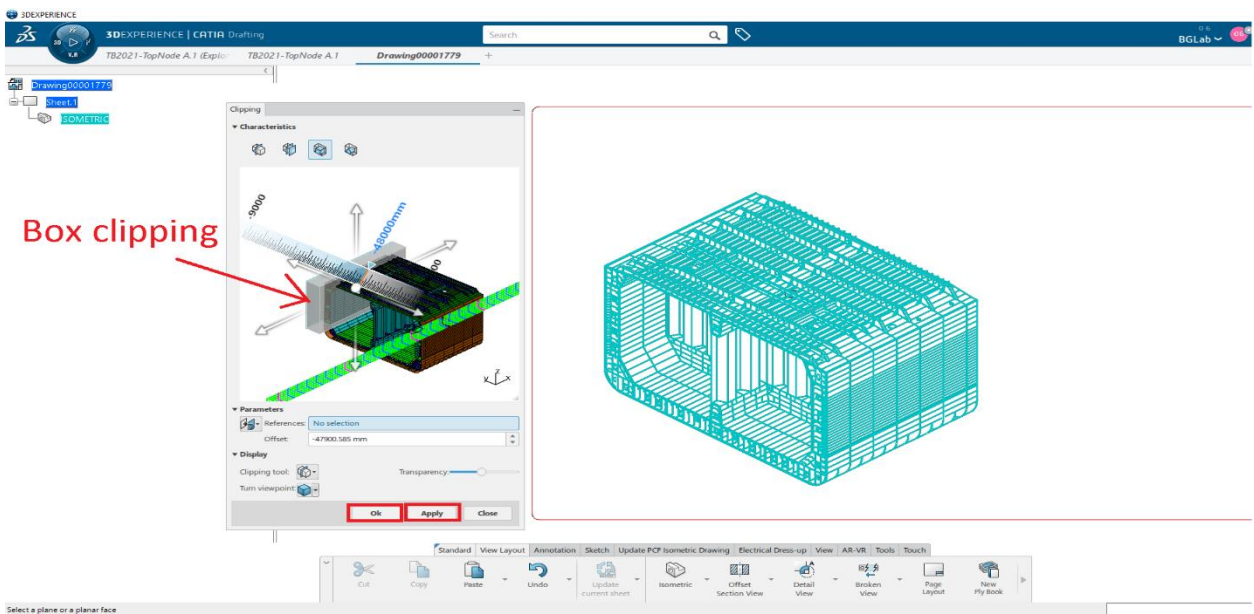 3DEXPERIENCE
3DEXPERIENCE | CATIA Drafting
Search
BGLab
3D
V.R
TB2021-TopNode A.1 (Explo
TB2021-TopNode A.1
Drawing00001779
+
Drawing00001779
Sheet.1
ISOMETRIC
Clipping
Characteristics
-9000
-48000mm
Box clipping
z
x
Parameters
References: No selection
Offset: -47900.585 mm
Display
Clipping tool:
Transparency:
Turn viewpoint:
Ok Apply Close
Standard View Layout Annotation Sketch Update PCF Isometric Drawing Electrical Dress-up View AR-VR Tools Touch
Cut Copy Paste Undo Update current sheet Isometric Offset Section View Detail View Broken View Page Layout New Ply Book
Select a plane or a planar face